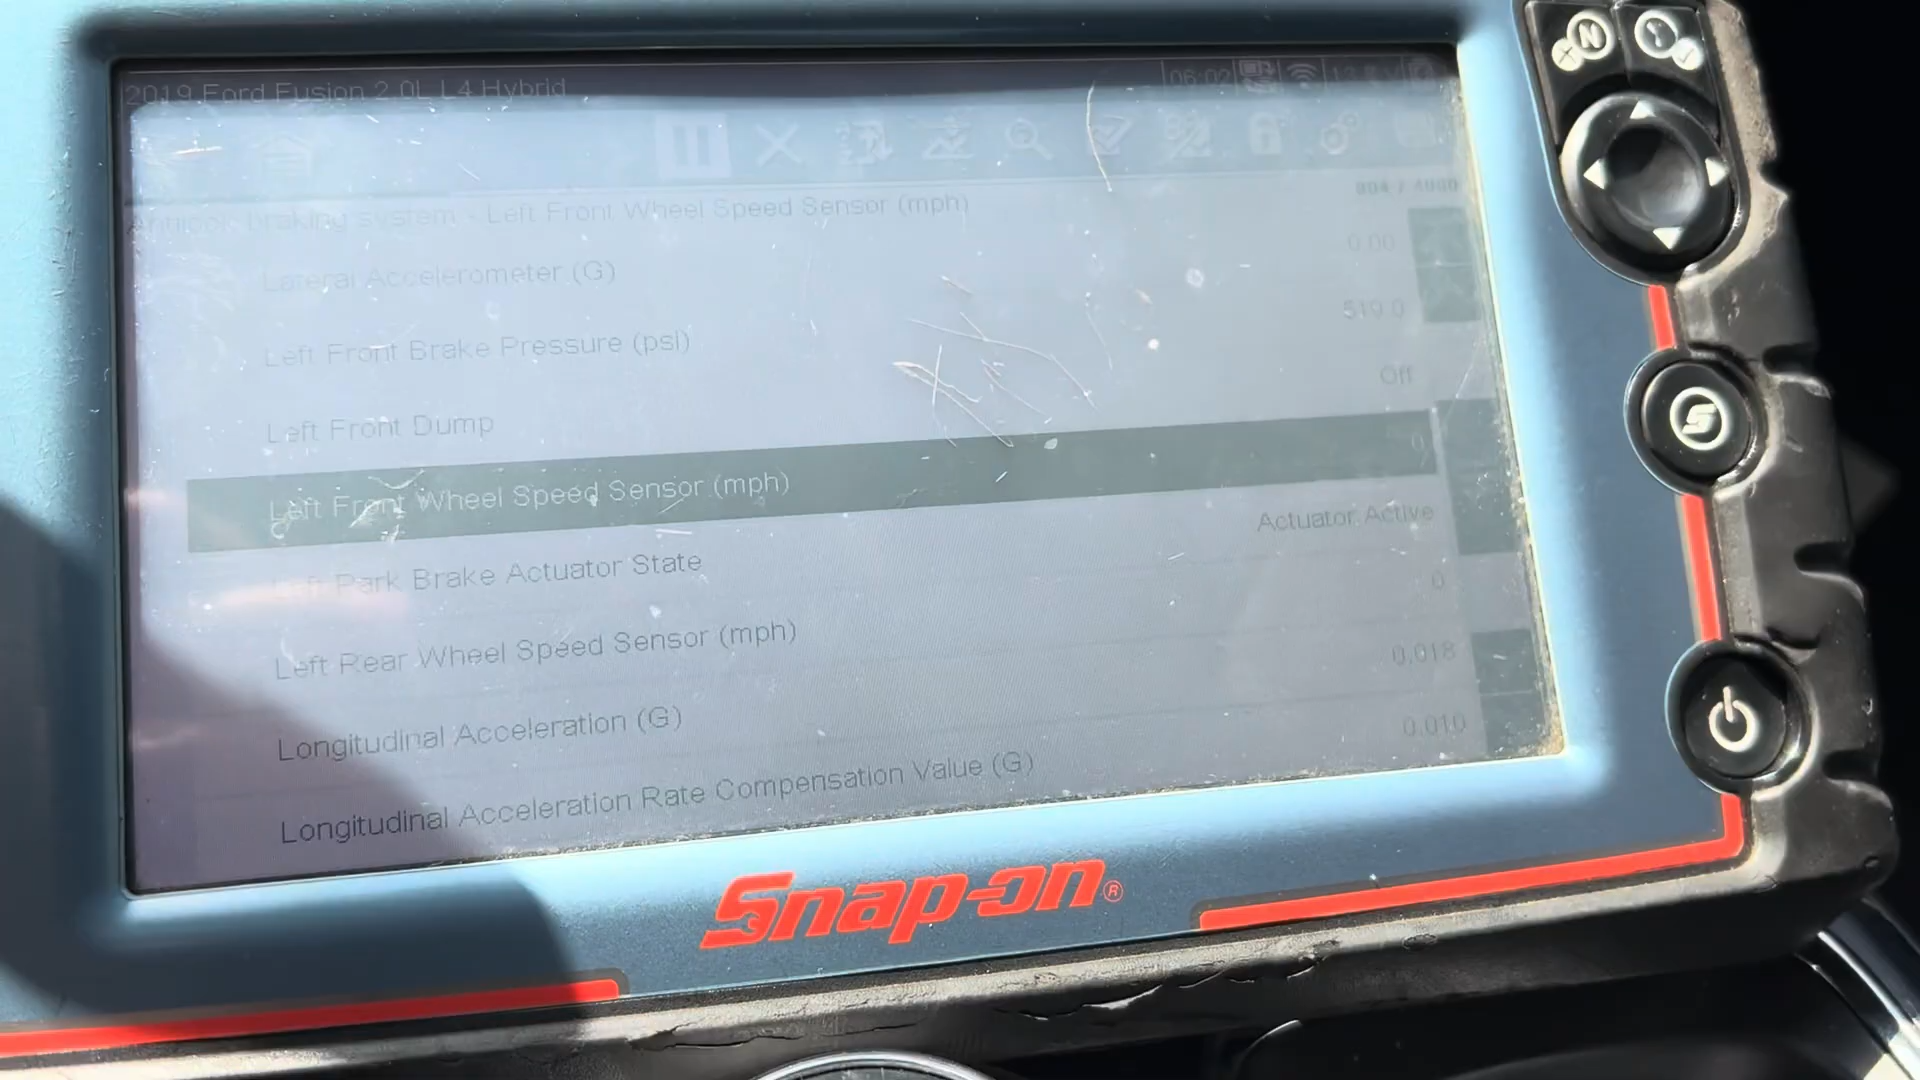 2019 Ford Fusion 2.0L L4 Hybrid 06:02
Antilock braking system - Left Front Wheel Speed Sensor (mph)
Lateral Accelerometer (G) 0.00
Left Front Brake Pressure (psi) 519.0
Left Front Dump Off
Left Front Wheel Speed Sensor (mph) 0
Left Park Brake Actuator State Actuator Active
Left Rear Wheel Speed Sensor (mph) 0
Longitudinal Acceleration (G) 0.018
Longitudinal Acceleration Rate Compensation Value (G) 0.010
Snap-on®
N
S